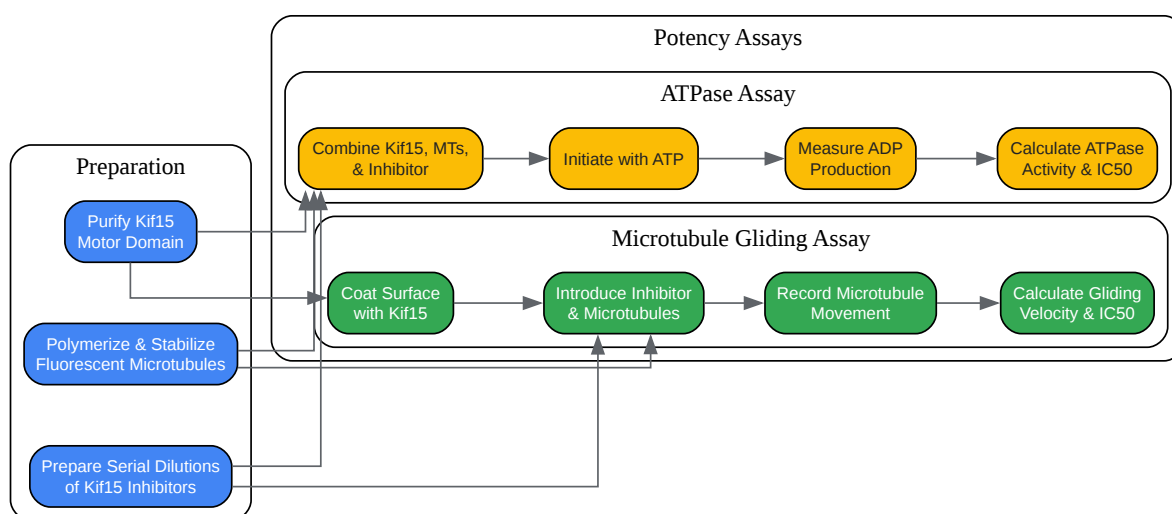 Potency Assays
ATPase Assay
Combine Kif15, MTs,
& Inhibitor
Initiate with ATP
Measure ADP
Production
Calculate ATPase
Activity & IC50
Preparation
Purify Kif15
Motor Domain
Polymerize & Stabilize
Fluorescent Microtubules
Prepare Serial Dilutions
of Kif15 Inhibitors
Microtubule Gliding Assay
Coat Surface
with Kif15
Introduce Inhibitor
& Microtubules
Record Microtubule
Movement
Calculate Gliding
Velocity & IC50